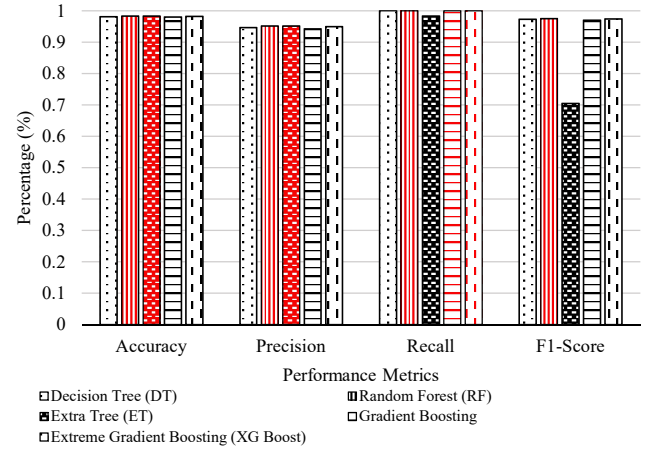 1
0.9
0.8
0.7
0.6
0.5
0.4
0.3
0.2
0.1
0
Percentage (%)
Accuracy Precision Recall F1-Score
Performance Metrics
Decision Tree (DT) Random Forest (RF)
Extra Tree (ET) Gradient Boosting
Extreme Gradient Boosting (XG Boost)